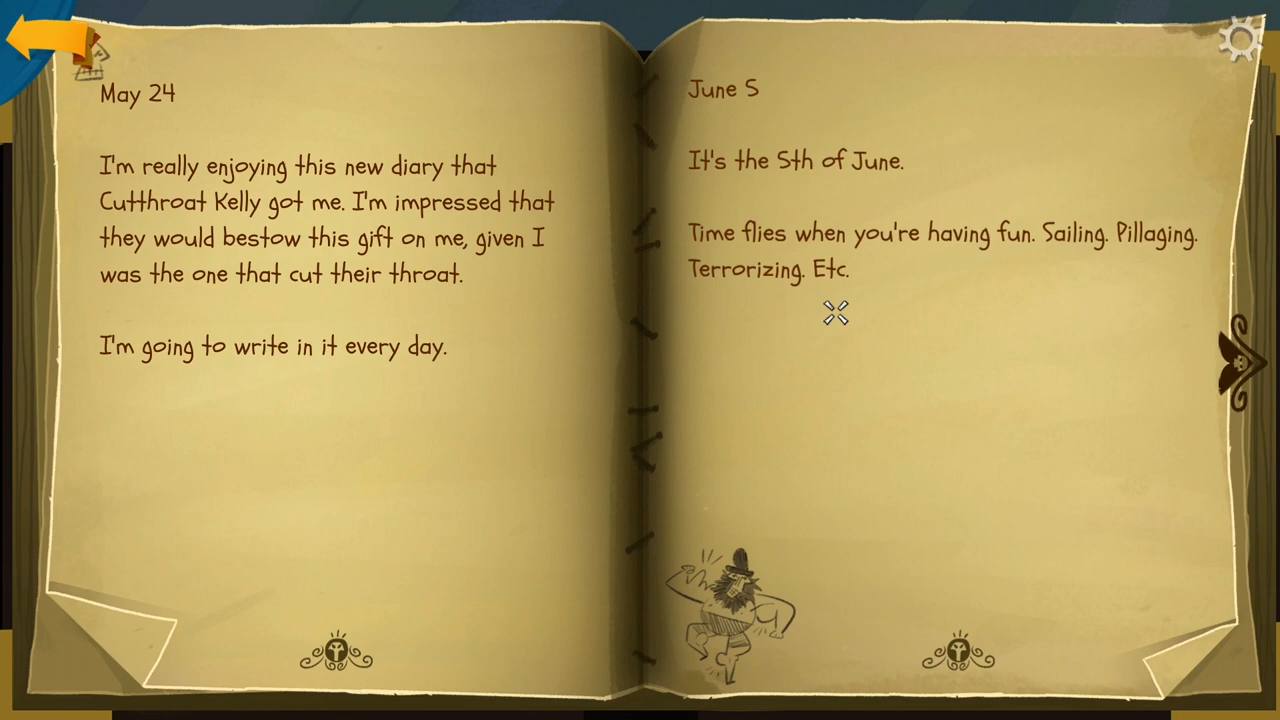 May 24
I'm really enjoying this new diary that
Cutthroat Kelly got me. I'm impressed that
they would bestow this gift on me, given I
was the one that cut their throat.
I'm going to write in it every day.
June 5
It's the 5th of June.
Time flies when you're having fun. Sailing. Pillaging.
Terrorizing. Etc.